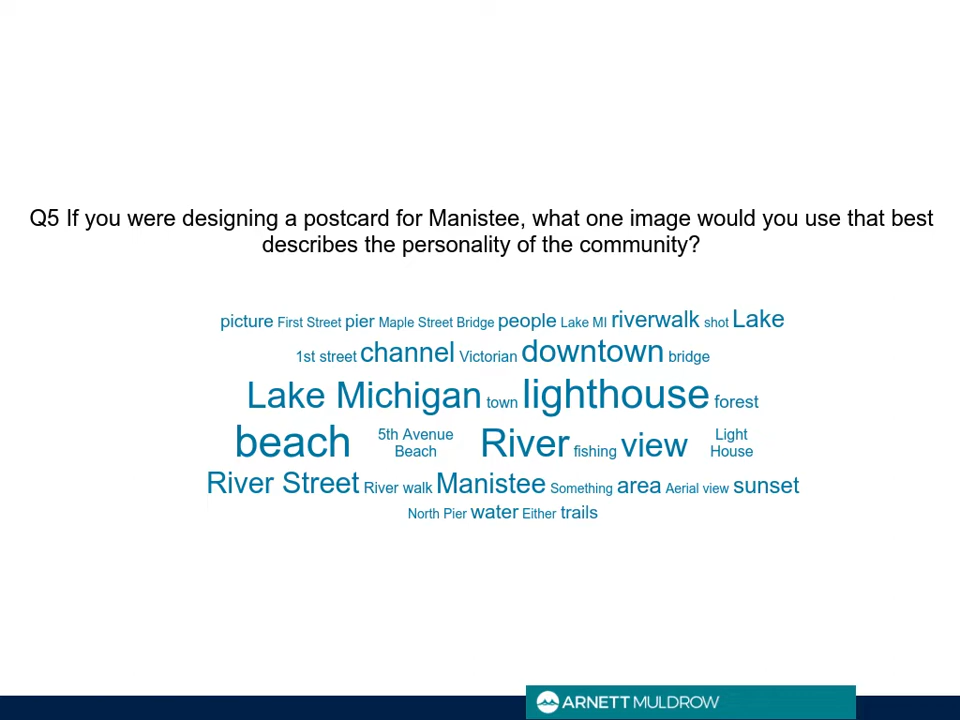 Q5 If you were designing a postcard for Manistee, what one image would you use that best
describes the personality of the community?
picture First Street pier Maple Street Bridge people Lake MI riverwalk shot Lake
1st street channel Victorian downtown bridge
Lake Michigan town lighthouse forest
beach 5th Avenue Beach River fishing view Light House
River Street River walk Manistee Something area Aerial view sunset
North Pier water Either trails
ARNETT MULDROW